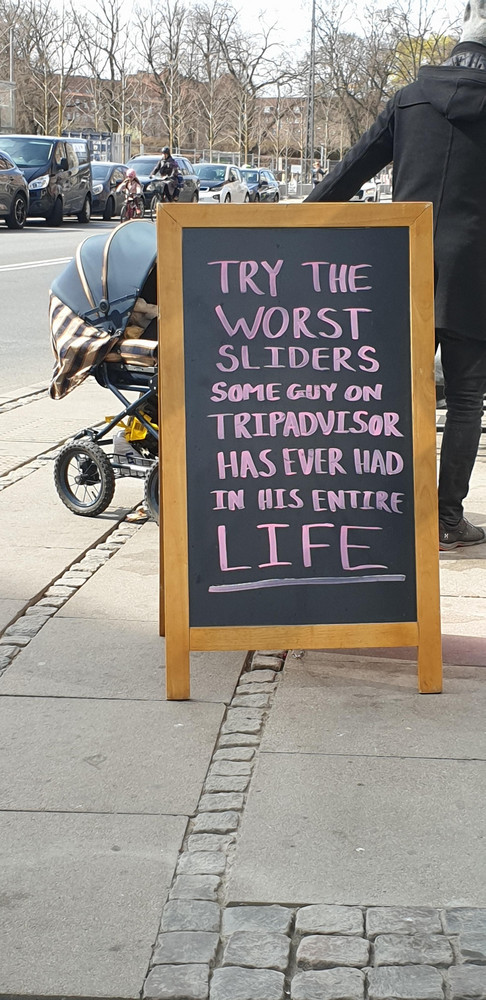 TRY THE
WORST
SLIDERS
SOME GUY ON
TRIPADVISOR
HAS EVER HAD
IN HIS ENTIRE
LIFE